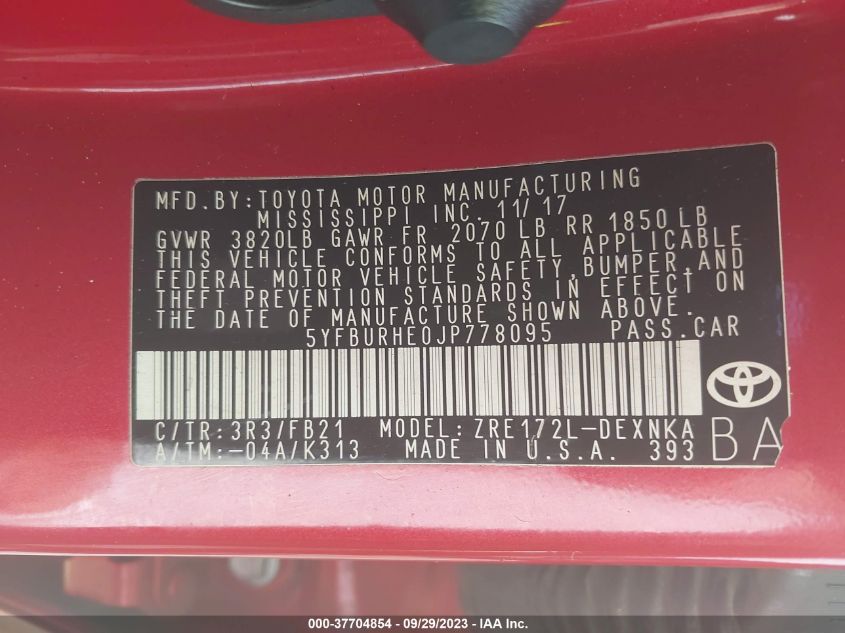 MFD.BY:TOYOTA MOTOR MANUFACTURING
MISSISSIPPI INC. 11/17
GVWR 3820LB GAWR FR 2070 LB RR 1850 LB
THIS VEHICLE CONFORMS TO ALL APPLICABLE
FEDERAL MOTOR VEHICLE SAFETY,BUMPER,AND
THEFT PREVENTION STANDARDS IN EFFECT ON
THE DATE OF MANUFACTURE SHOWN ABOVE.
5YFBURHE0JP778095 PASS.CAR
C/TR:3R3/FB21 MODEL:ZRE172L-DEXNKA
A/TM:-04A/K313 MADE IN U.S.A. 393
BA
000-37704854 - 09/29/2023 - IAA Inc.